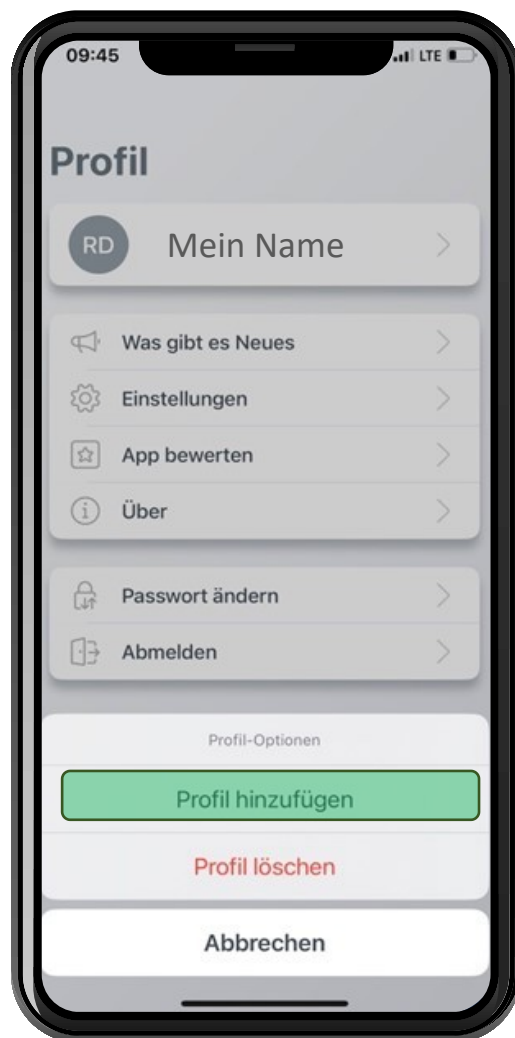 09:45
LTE
Profil
RD
Mein Name
Was gibt es Neues
Einstellungen
App bewerten
Über
Passwort ändern
Abmelden
Profil-Optionen
Profil hinzufügen
Profil löschen
Abbrechen